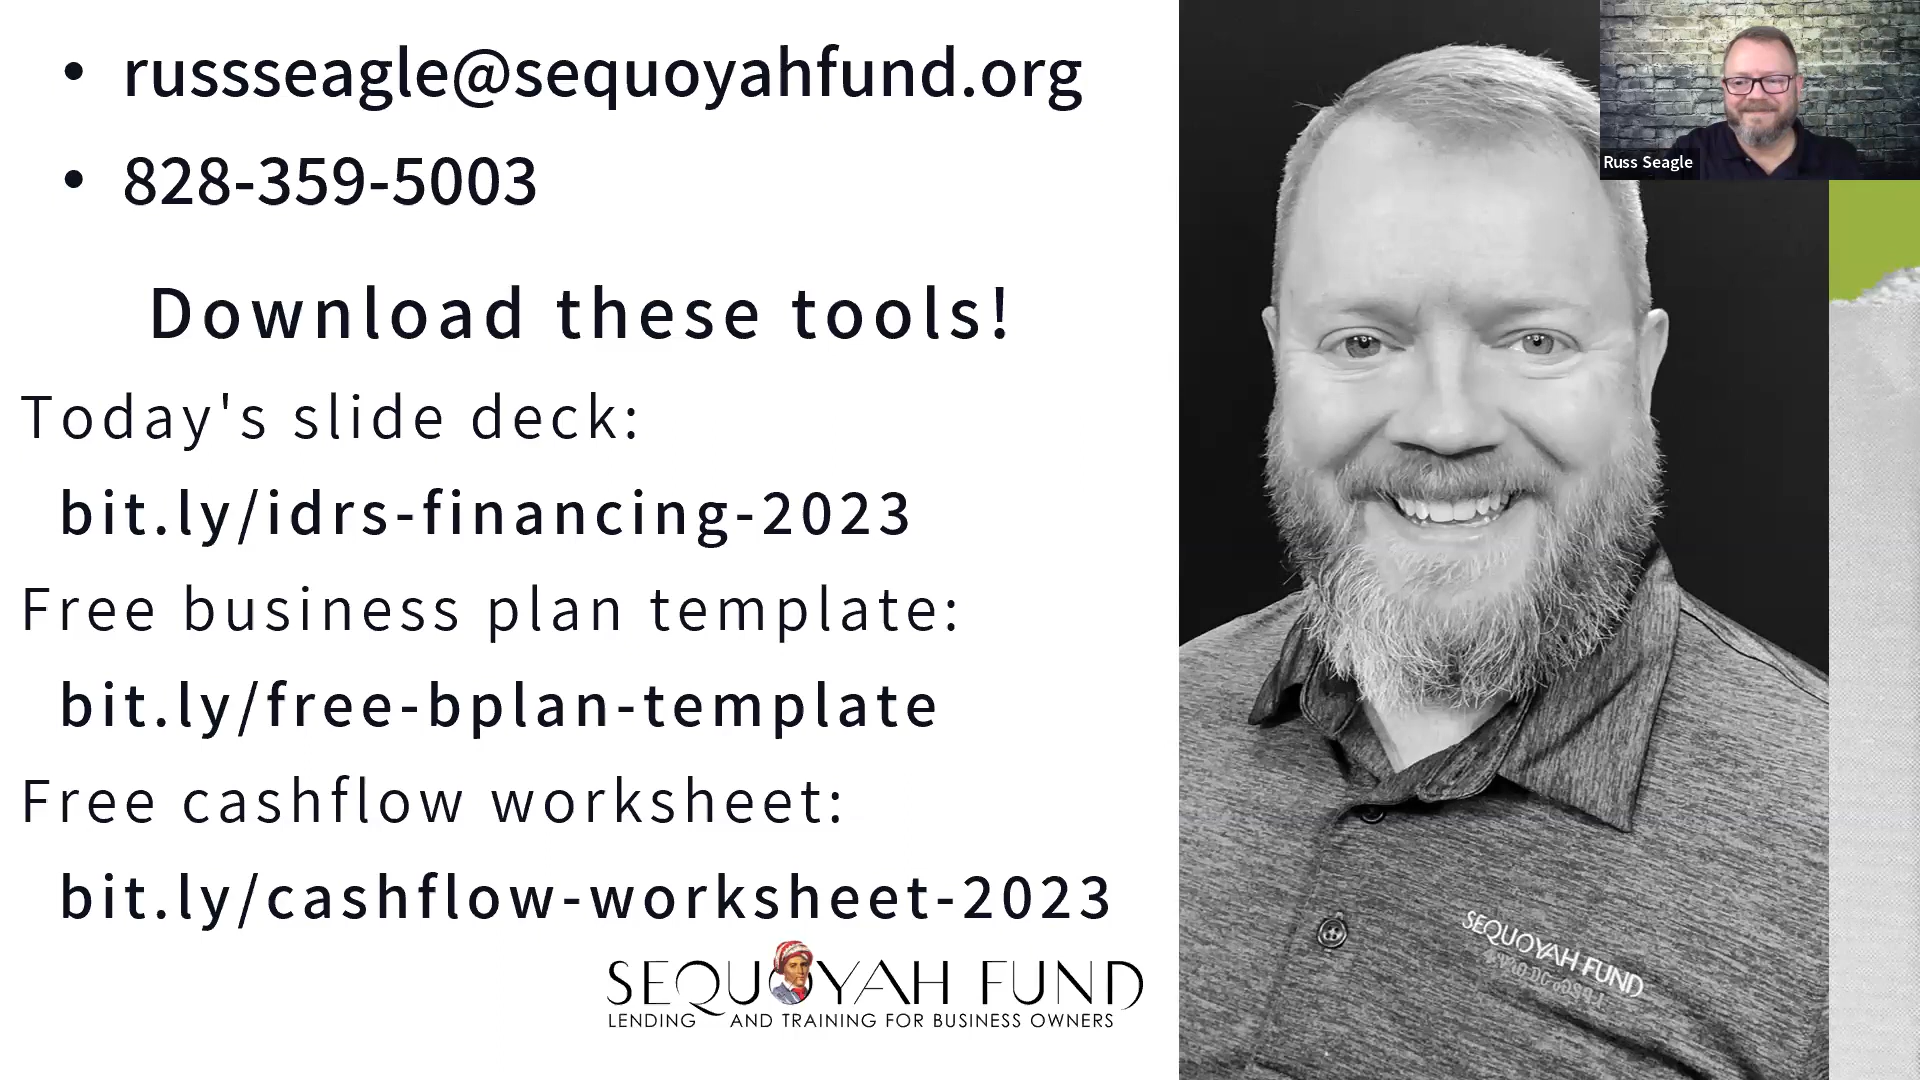 • russseagle@sequoyahfund.org
• 828-359-5003
Download these tools!
Today's slide deck:
bit.ly/idrs-financing-2023
Free business plan template:
bit.ly/free-bplan-template
Free cashflow worksheet:
bit.ly/cashflow-worksheet-2023
SEQUOYAH FUND
LENDING AND TRAINING FOR BUSINESS OWNERS
Russ Seagle
SEQUOYAH FUND